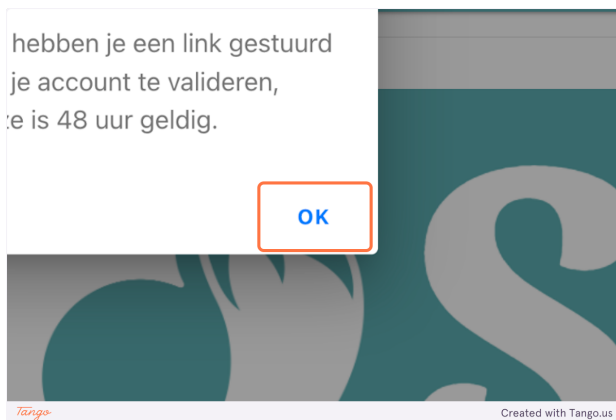 hebben je een link gestuurd
je account te valideren,
is 48 uur geldig.
OK
S
Tango
Created with Tango.us